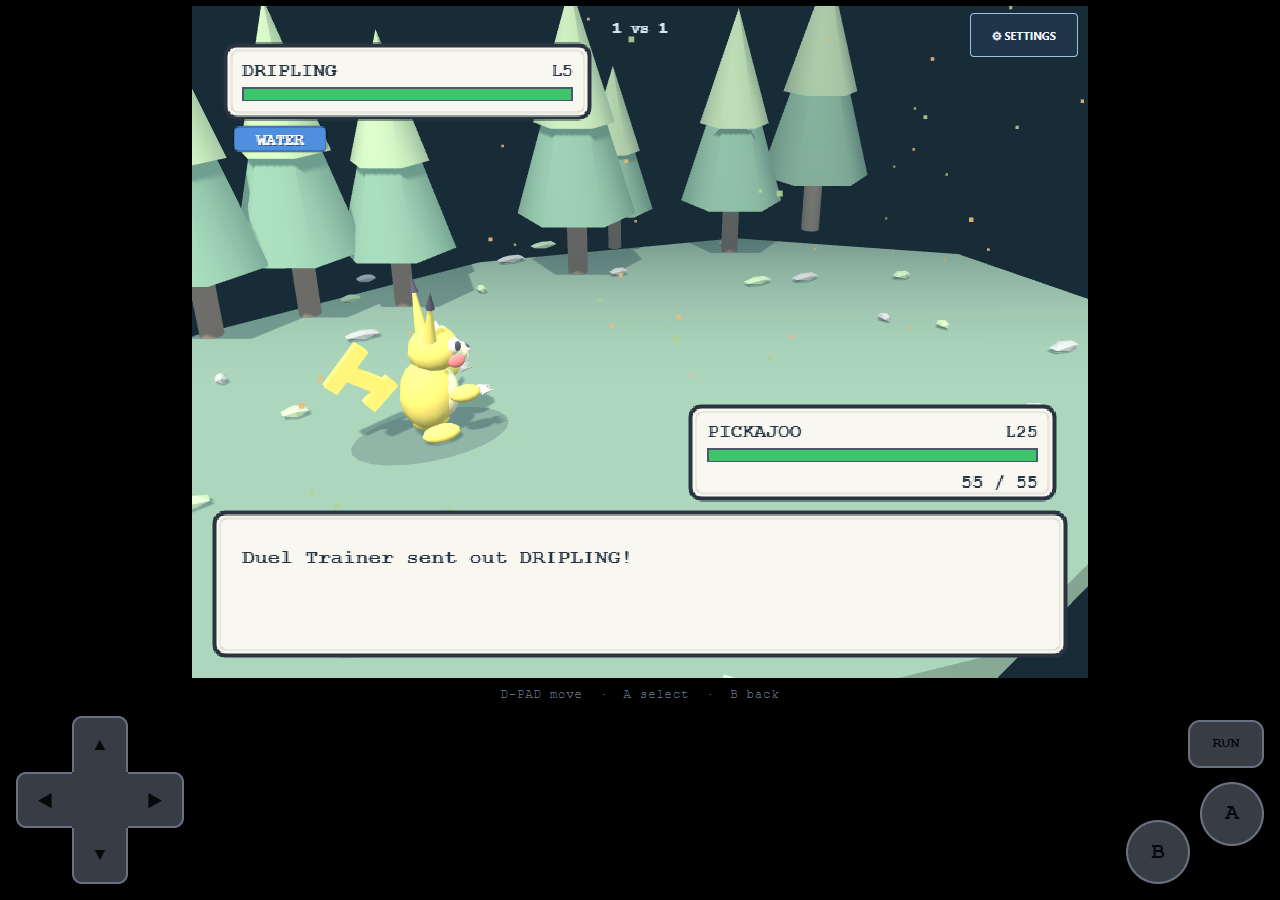 1 vs 1
⚙ SETTINGS
DRIPLING L5
WATER
PICKAJOO L25
55 / 55
Duel Trainer sent out DRIPLING!
D-PAD move · A select · B back
▲
◀ ▶
▼
RUN
A
B